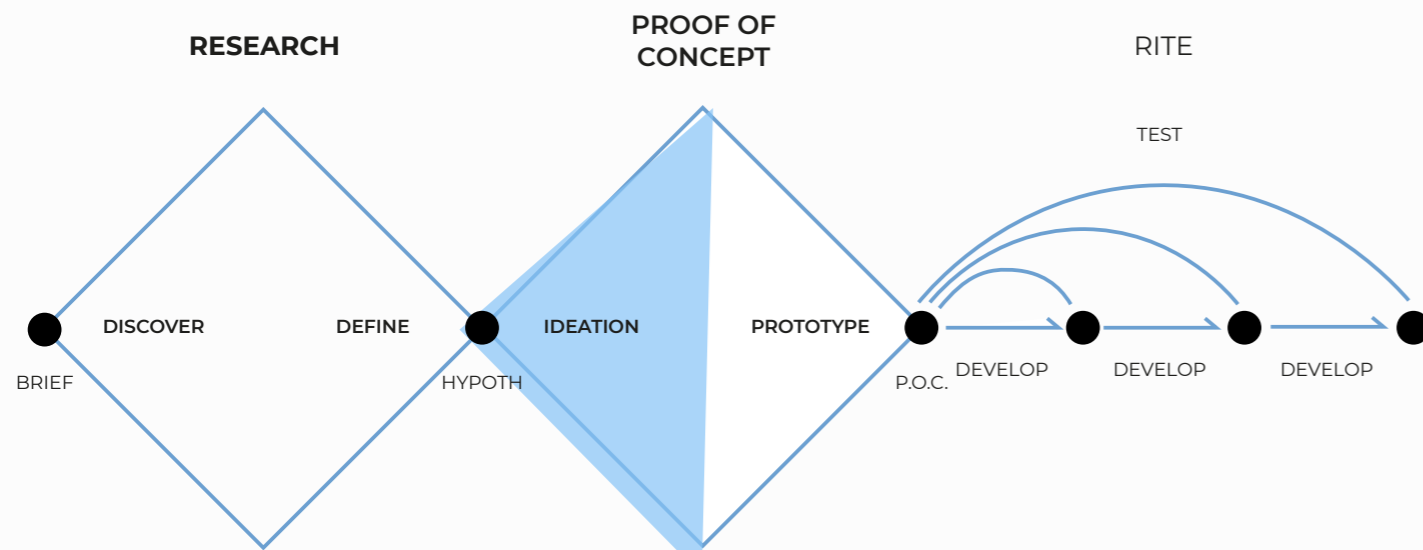 RESEARCH
PROOF OF
CONCEPT
RITE
TEST
DISCOVER
DEFINE
IDEATION
PROTOTYPE
BRIEF
HYPOTH
P.O.C.
DEVELOP
DEVELOP
DEVELOP